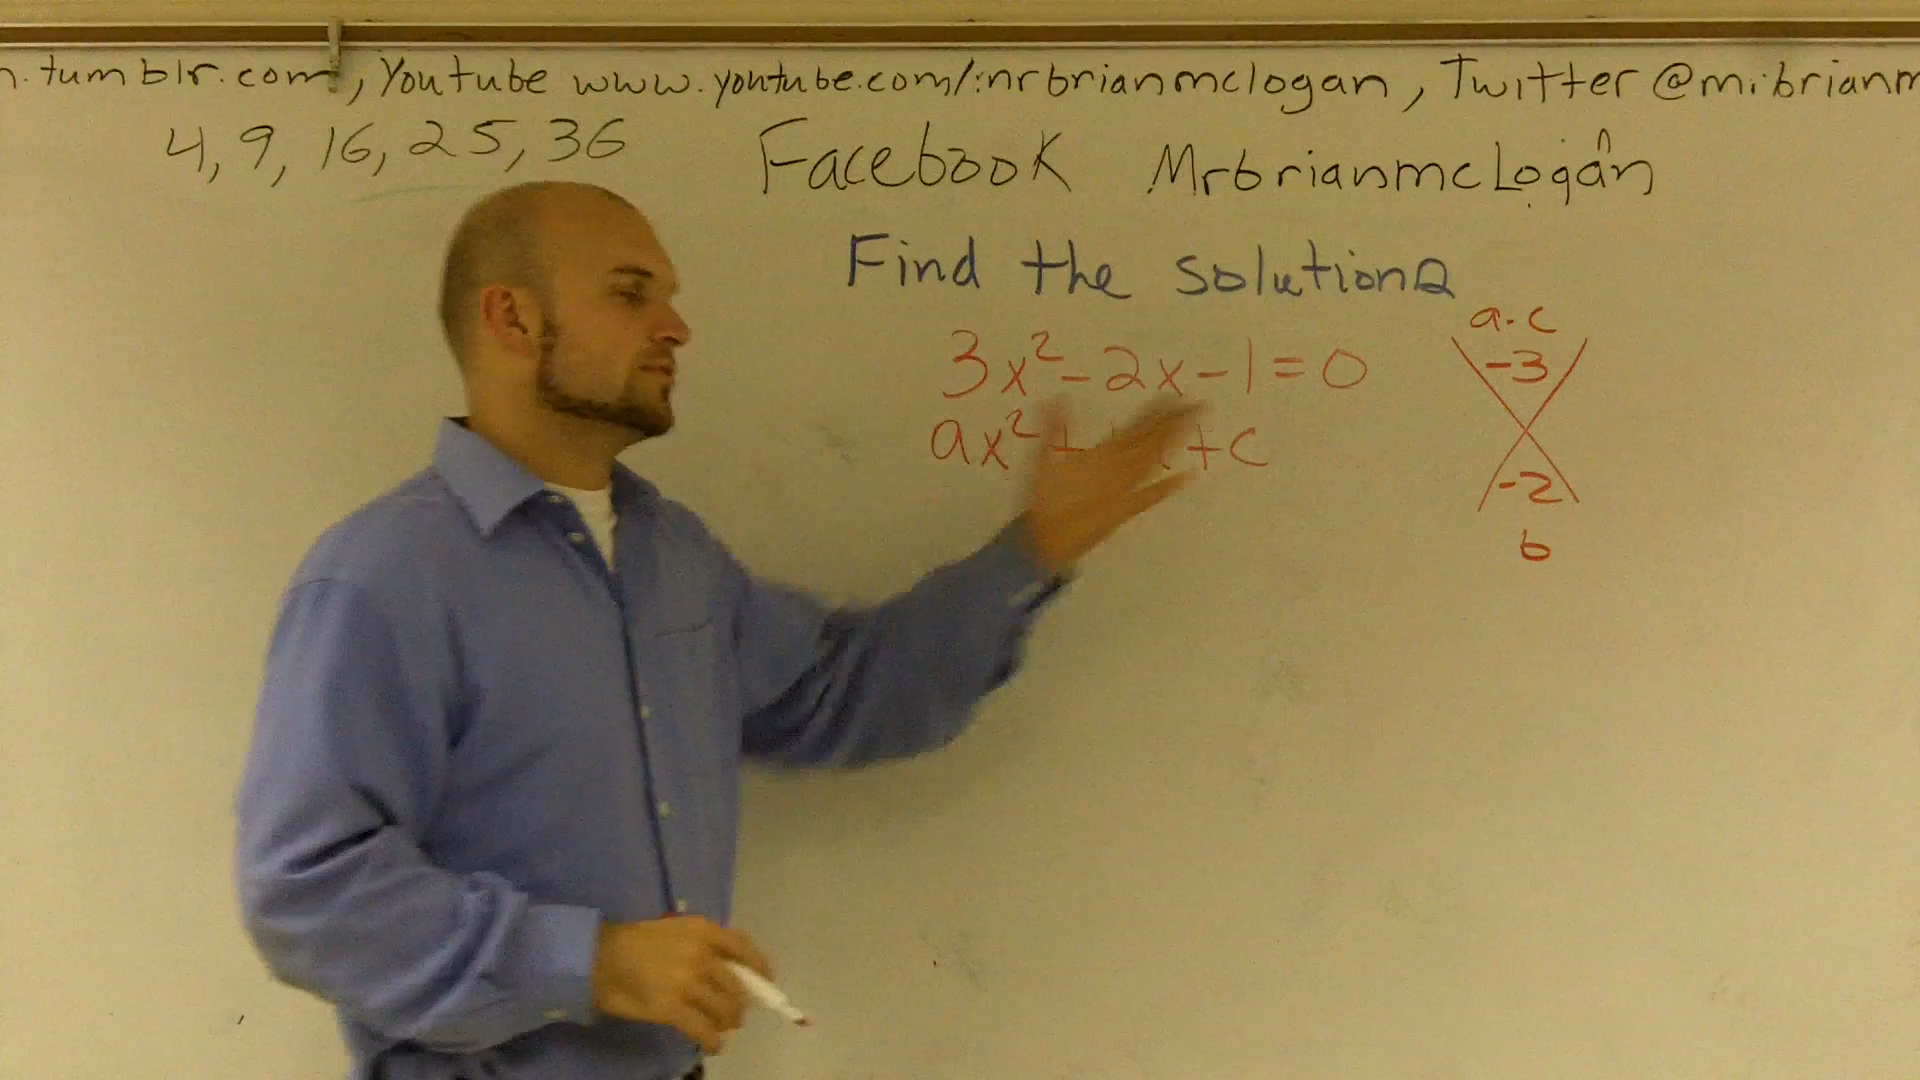 n.tumblr.com, Youtube www.youtube.com/mrbrianmclogan, Twitter @mrbrianm
4, 9, 16, 25, 36
Facebook MrbrianmcLogan
Find the solutions
3x²-2x-1=0
ax²+ +c
a·c
-3
-2
b